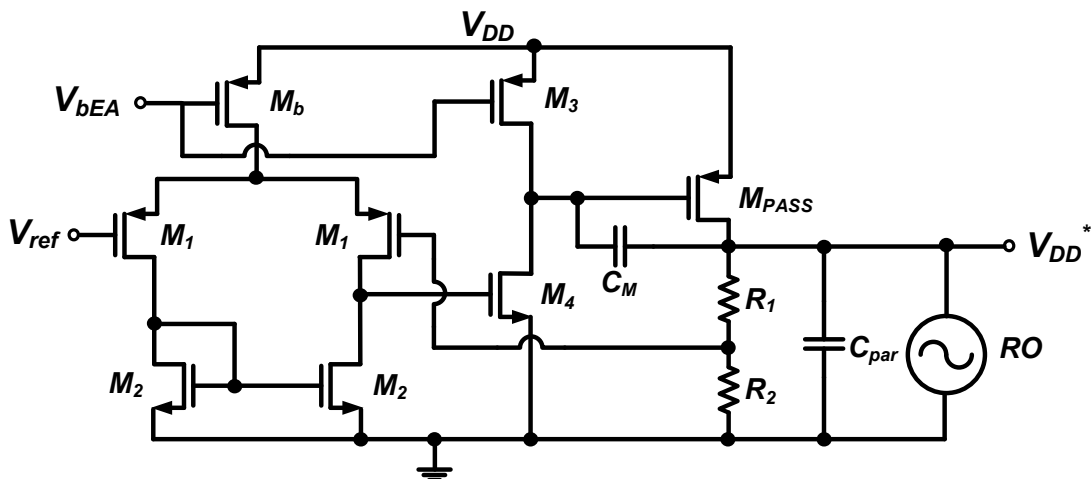 V_DD
V_bEA
M_b
M_3
M_PASS
V_ref
M_1
M_1
V_DD^*
C_M
M_4
R_1
C_par
RO
M_2
M_2
R_2